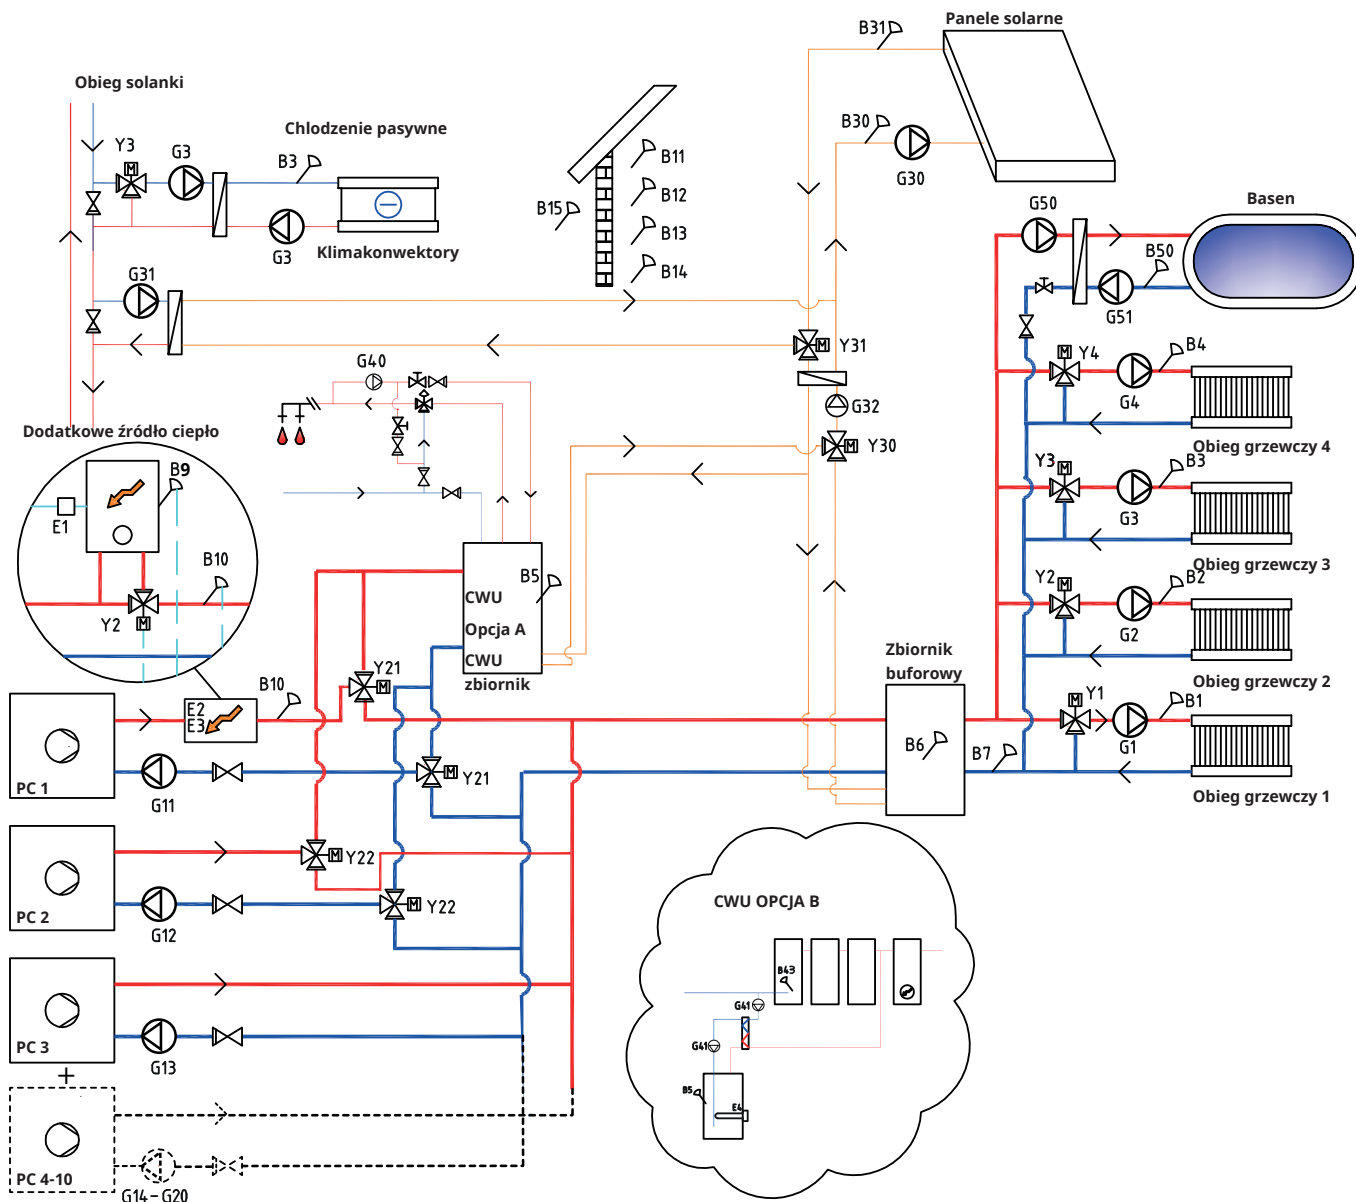 Panele solarne
B31
Obieg solanki
B30
G30
Chlodzenie pasywne
Y3
M
G3
B3
B11
B12
B15
B13
B14
G3
Klimakonwektory
G50
Basen
B50
G51
G31
M
Y31
G40
G32
M
Y30
M
Y4
B4
G4
Obieg grzewczy 4
Dodatkowe źródło ciepło
B9
E1
B10
Y2
M
Y3
M
B3
G3
Obieg grzewczy 3
B5
CWU
Opcja A
CWU
zbiornik
Y2
M
B2
G2
Obieg grzewczy 2
Zbiornik
buforowy
B6
B7
Y21
M
B10
E2
E3
PC 1
G11
M
Y21
Y1
M
B1
G1
Obieg grzewczy 1
M
Y22
PC 2
G12
M
Y22
CWU OPCJA B
B43
G41
G41
B5
E4
PC 3
G13
+
PC 4-10
G14-G20